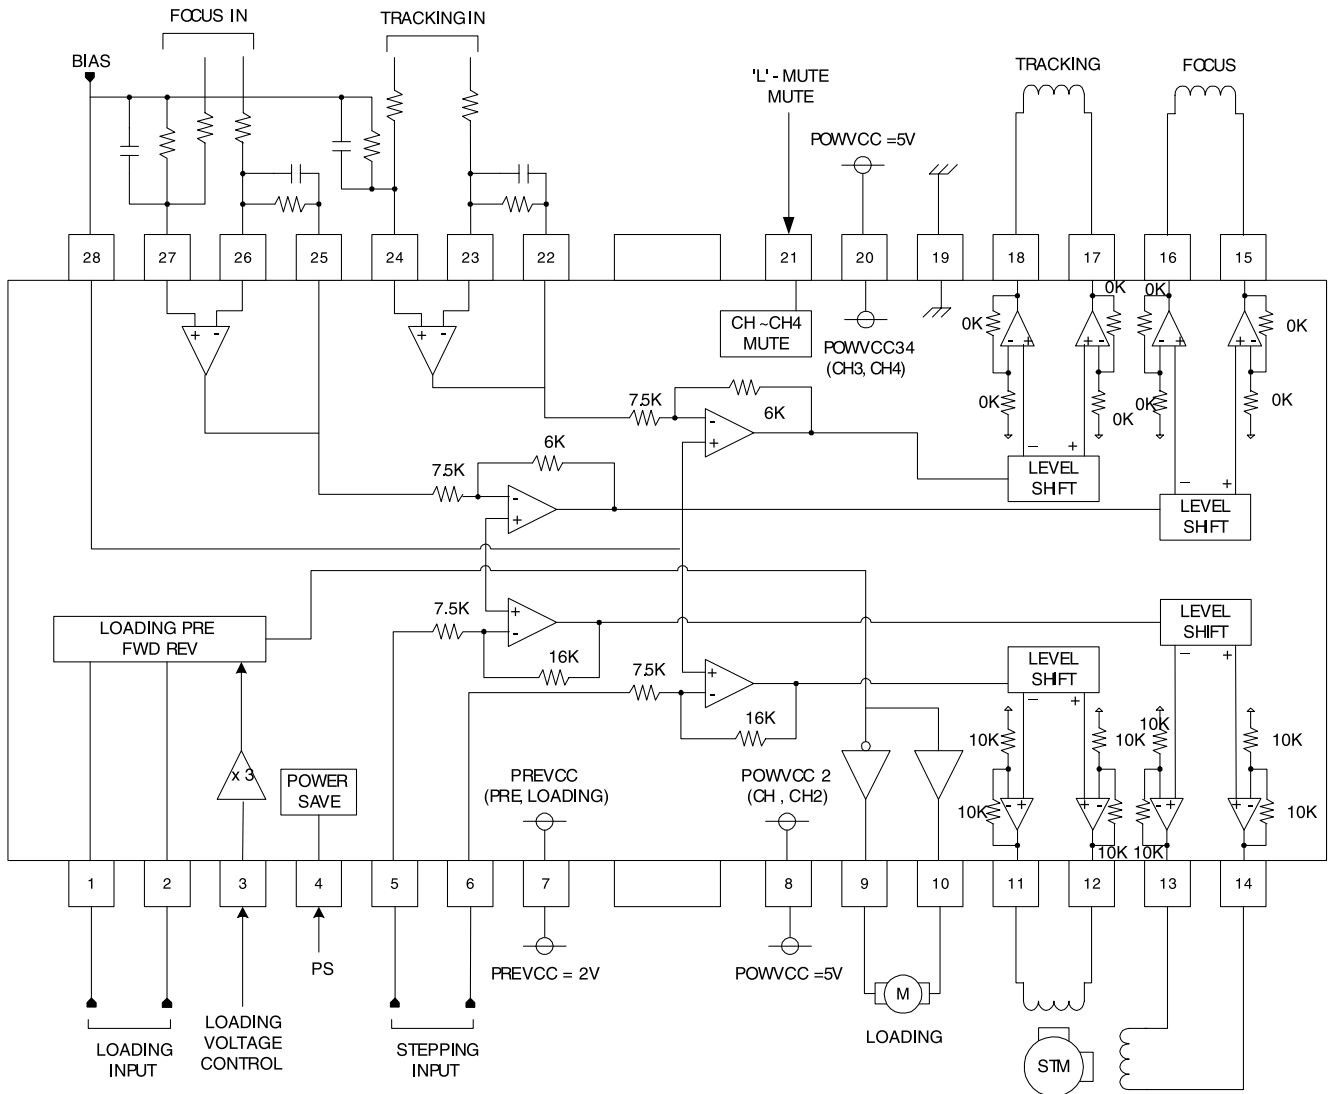 FOCUS IN
TRACKING IN
BIAS
'L' - MUTE
MUTE
TRACKING
FOCUS
POWVCC =5V
28
27
26
25
24
23
22
21
20
19
18
17
16
15
+ -
+ -
CH ~CH4
MUTE
POWVCC34
(CH3, CH4)
0K
0K
0K
0K
- +
+ -
- +
+ -
0K
0K
0K
0K
7.5K
6K
-
+
- +
LEVEL
SHIFT
- +
LEVEL
SHIFT
7.5K
6K
-
+
LOADING PRE
FWD REV
7.5K
+
-
16K
LEVEL
SHIFT
- +
7.5K
+
-
16K
LEVEL
SHIFT
- +
x 3
POWER
SAVE
PREVCC
(PRE, LOADING)
POWVCC 2
(CH , CH2)
10K
10K
10K
10K
- +
+ -
- +
+ -
10K
10K
10K
10K
1
2
3
4
5
6
7
8
9
10
11
12
13
14
PS
PREVCC = 2V
POWVCC =5V
M
LOADING
LOADING
INPUT
LOADING
VOLTAGE
CONTROL
STEPPING
INPUT
STM